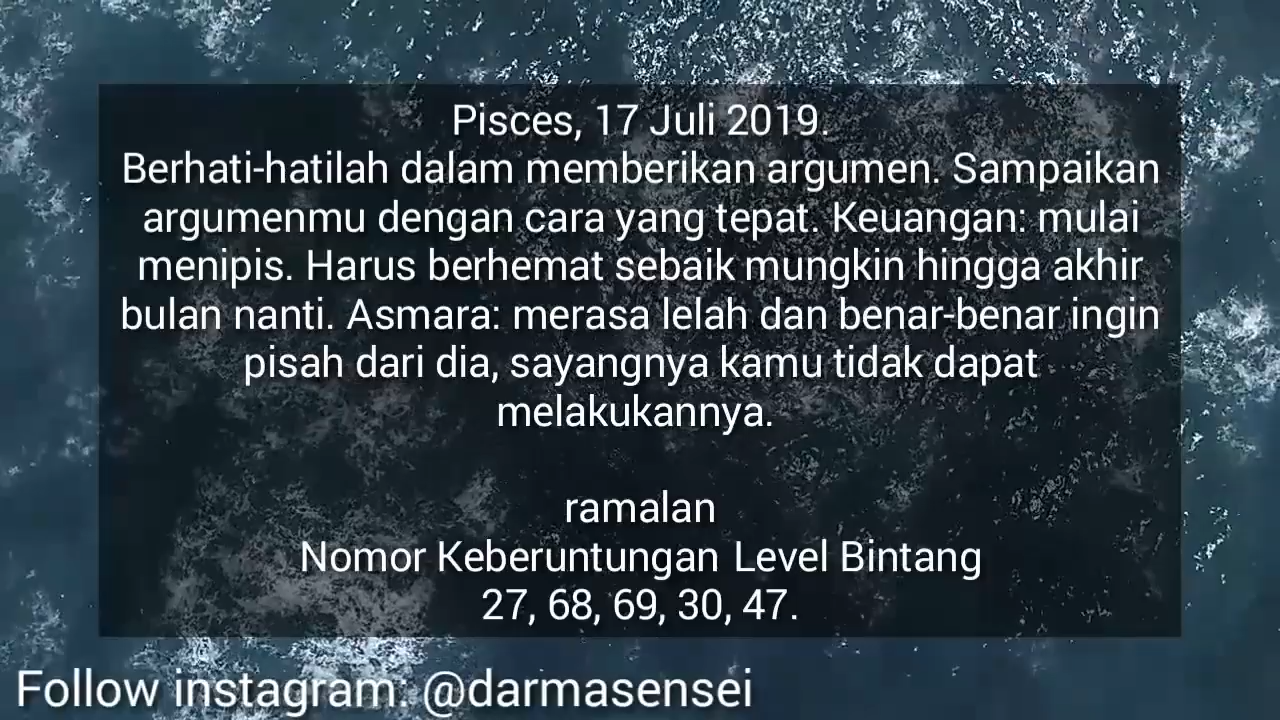 Pisces, 17 Juli 2019.
Berhati-hatilah dalam memberikan argumen. Sampaikan
argumenmu dengan cara yang tepat. Keuangan: mulai
menipis. Harus berhemat sebaik mungkin hingga akhir
bulan nanti. Asmara: merasa lelah dan benar-benar ingin
pisah dari dia, sayangnya kamu tidak dapat
melakukannya.
ramalan
Nomor Keberuntungan Level Bintang
27, 68, 69, 30, 47.
Follow instagram: @darmasensei